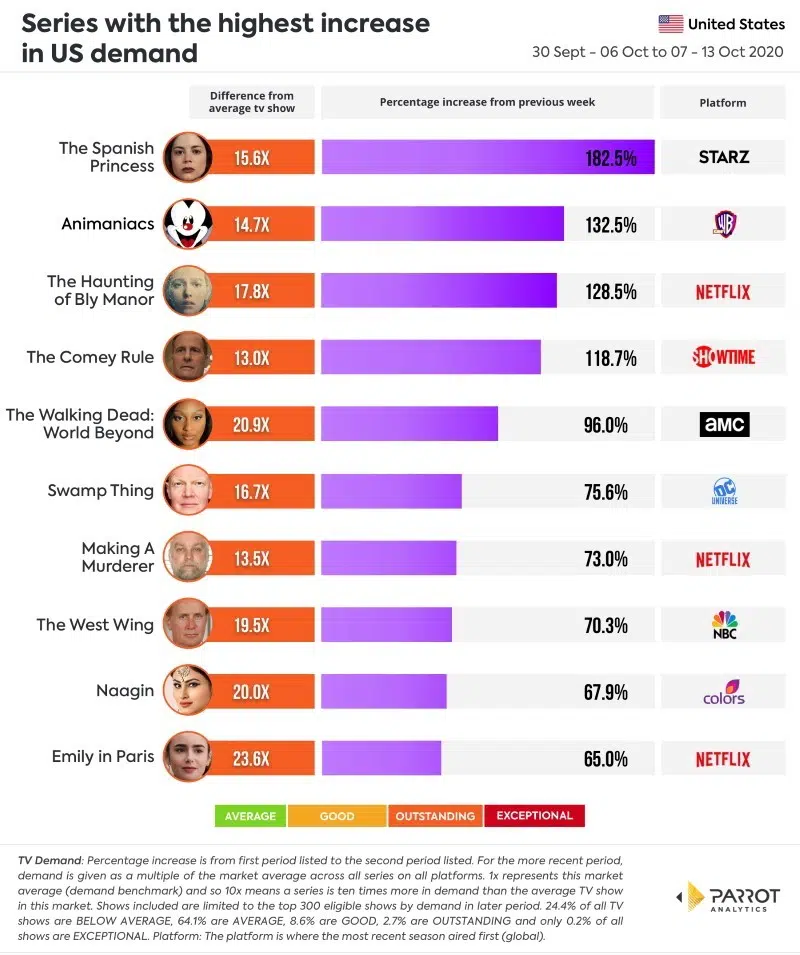 Series with the highest increase
in US demand
United States
30 Sept - 06 Oct to 07 - 13 Oct 2020
Difference from
average tv show
Percentage increase from previous week
Platform
The Spanish
Princess
15.6X
182.5%
STARZ
Animaniacs
14.7X
132.5%
WB
The Haunting
of Bly Manor
17.8X
128.5%
NETFLIX
The Comey Rule
13.0X
118.7%
SHOWTIME
The Walking Dead:
World Beyond
20.9X
96.0%
aMC
Swamp Thing
16.7X
75.6%
DC
UNIVERSE
Making A
Murderer
13.5X
73.0%
NETFLIX
The West Wing
19.5X
70.3%
NBC
Naagin
20.0X
67.9%
colors
Emily in Paris
23.6X
65.0%
NETFLIX
AVERAGE
GOOD
OUTSTANDING
EXCEPTIONAL
TV Demand: Percentage increase is from first period listed to the second period listed. For the more recent period,
demand is given as a multiple of the market average across all series on all platforms. 1x represents this market
average (demand benchmark) and so 10x means a series is ten times more in demand than the average TV show
in this market. Shows included are limited to the top 300 eligible shows by demand in later period. 24.4% of all TV
shows are BELOW AVERAGE, 64.1% are AVERAGE, 8.6% are GOOD, 2.7% are OUTSTANDING and only 0.2% of all
shows are EXCEPTIONAL. Platform: The platform is where the most recent season aired first (global).
PARROT
ANALYTICS